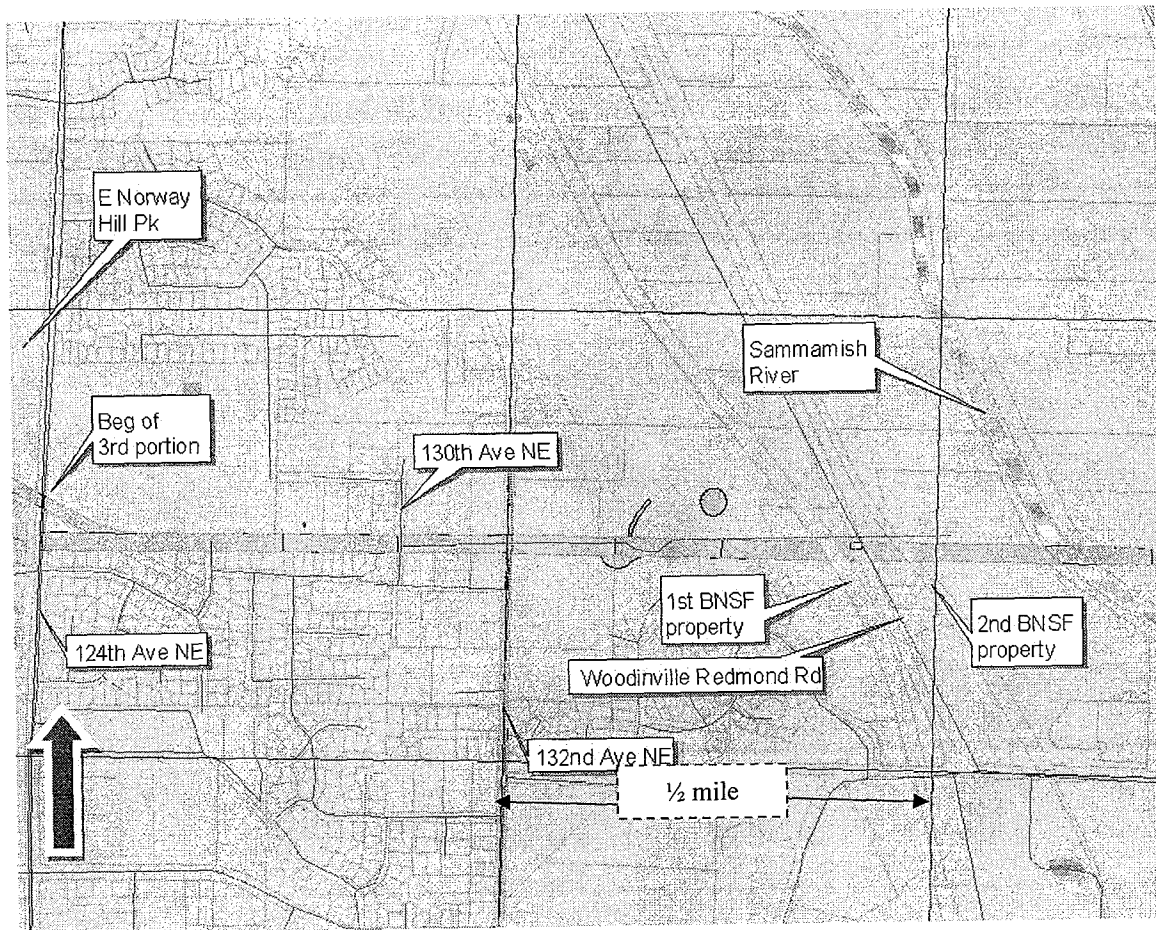 E Norway
Hill Pk
Sammamish
River
Beg of
3rd portion
130th Ave NE
1st BNSF
property
2nd BNSF
property
124th Ave NE
Woodinville Redmond Rd
132nd Ave NE
½ mile